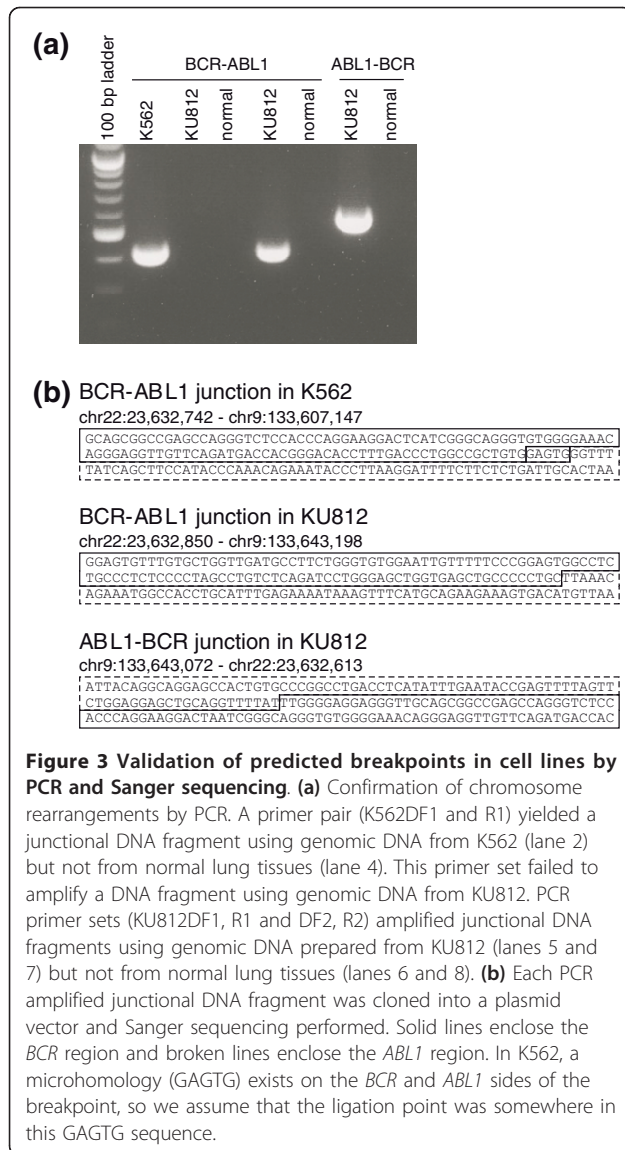 (a)
BCR-ABL1
ABL1-BCR
100 bp ladder
K562
KU812
normal
KU812
normal
KU812
normal
(b)
BCR-ABL1 junction in K562
chr22:23,632,742 - chr9:133,607,147
GCAGCGGCCGAGCCAGGGTCTCCACCCAGGAAGGACTCATCGGGCAGGGTGTGGGGAAAC
AGGGAGGTTGTTCAGATGACCACGGGACACCTTTGACCCTGGCCGCTGTGGAGTGGGTTT
TATCAGCTTCCATACCCAAACAGAAATACCCTTAAGGATTTTCTTCTCTGATTGCACTAA
BCR-ABL1 junction in KU812
chr22:23,632,850 - chr9:133,643,198
GGAGTGTTTGTGCTGGTTGATGCCTTCTGGGTGTGGAATTGTTTTTCCCGGAGTGGCCTC
TGCCCTCTCCCCTAGCCTGTCTCAGATCCTGGGAGCTGGTGAGCTGCCCCCTGCTTAAAC
AGAAATGGCCACCTGCATTTGAGAAAATAAAGTTTCATGCAGAAGAAAGTGACATGTTAA
ABL1-BCR junction in KU812
chr9:133,643,072 - chr22:23,632,613
ATTACAGGCAGGAGCCACTGTGCCCGGCCTGACCTCATATTTGAATACCGAGTTTTAGTT
CTGGAGGAGCTGCAGGTTTTATTTGGGGAGGAGGGTTGCAGCGGCCGAGCCAGGGTCTCC
ACCCAGGAAGGACTAATCGGGCAGGGTGTGGGGAAACAGGGAGGTTGTTCAGATGACCAC
Figure 3 Validation of predicted breakpoints in cell lines by
PCR and Sanger sequencing. (a) Confirmation of chromosome
rearrangements by PCR. A primer pair (K562DF1 and R1) yielded a
junctional DNA fragment using genomic DNA from K562 (lane 2)
but not from normal lung tissues (lane 4). This primer set failed to
amplify a DNA fragment using genomic DNA from KU812. PCR
primer sets (KU812DF1, R1 and DF2, R2) amplified junctional DNA
fragments using genomic DNA prepared from KU812 (lanes 5 and
7) but not from normal lung tissues (lanes 6 and 8). (b) Each PCR
amplified junctional DNA fragment was cloned into a plasmid
vector and Sanger sequencing performed. Solid lines enclose the
BCR region and broken lines enclose the ABL1 region. In K562, a
microhomology (GAGTG) exists on the BCR and ABL1 sides of the
breakpoint, so we assume that the ligation point was somewhere in
this GAGTG sequence.